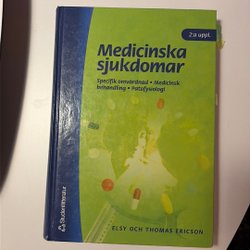 2:a uppl.
Medicinska
sjukdomar
Specifik omvårdnad • Medicinsk
behandling • Patofysiologi
Studentlitteratur
ELSY OCH THOMAS ERICSON